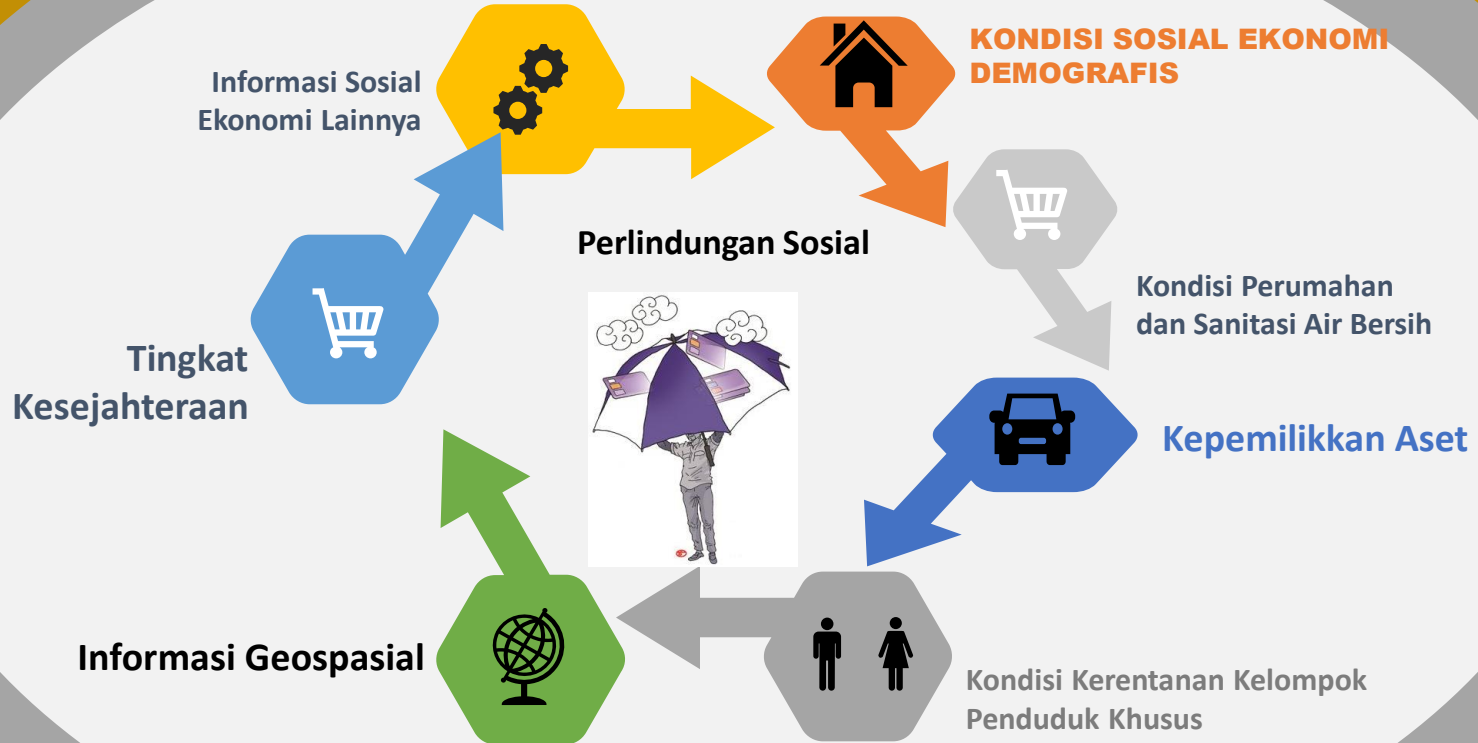 KONDISI SOSIAL EKONOMI
DEMOGRAFIS
Informasi Sosial
Ekonomi Lainnya
Perlindungan Sosial
Kondisi Perumahan
dan Sanitasi Air Bersih
Tingkat
Kesejahteraan
Kepemilikkan Aset
Informasi Geospasial
Kondisi Kerentanan Kelompok
Penduduk Khusus